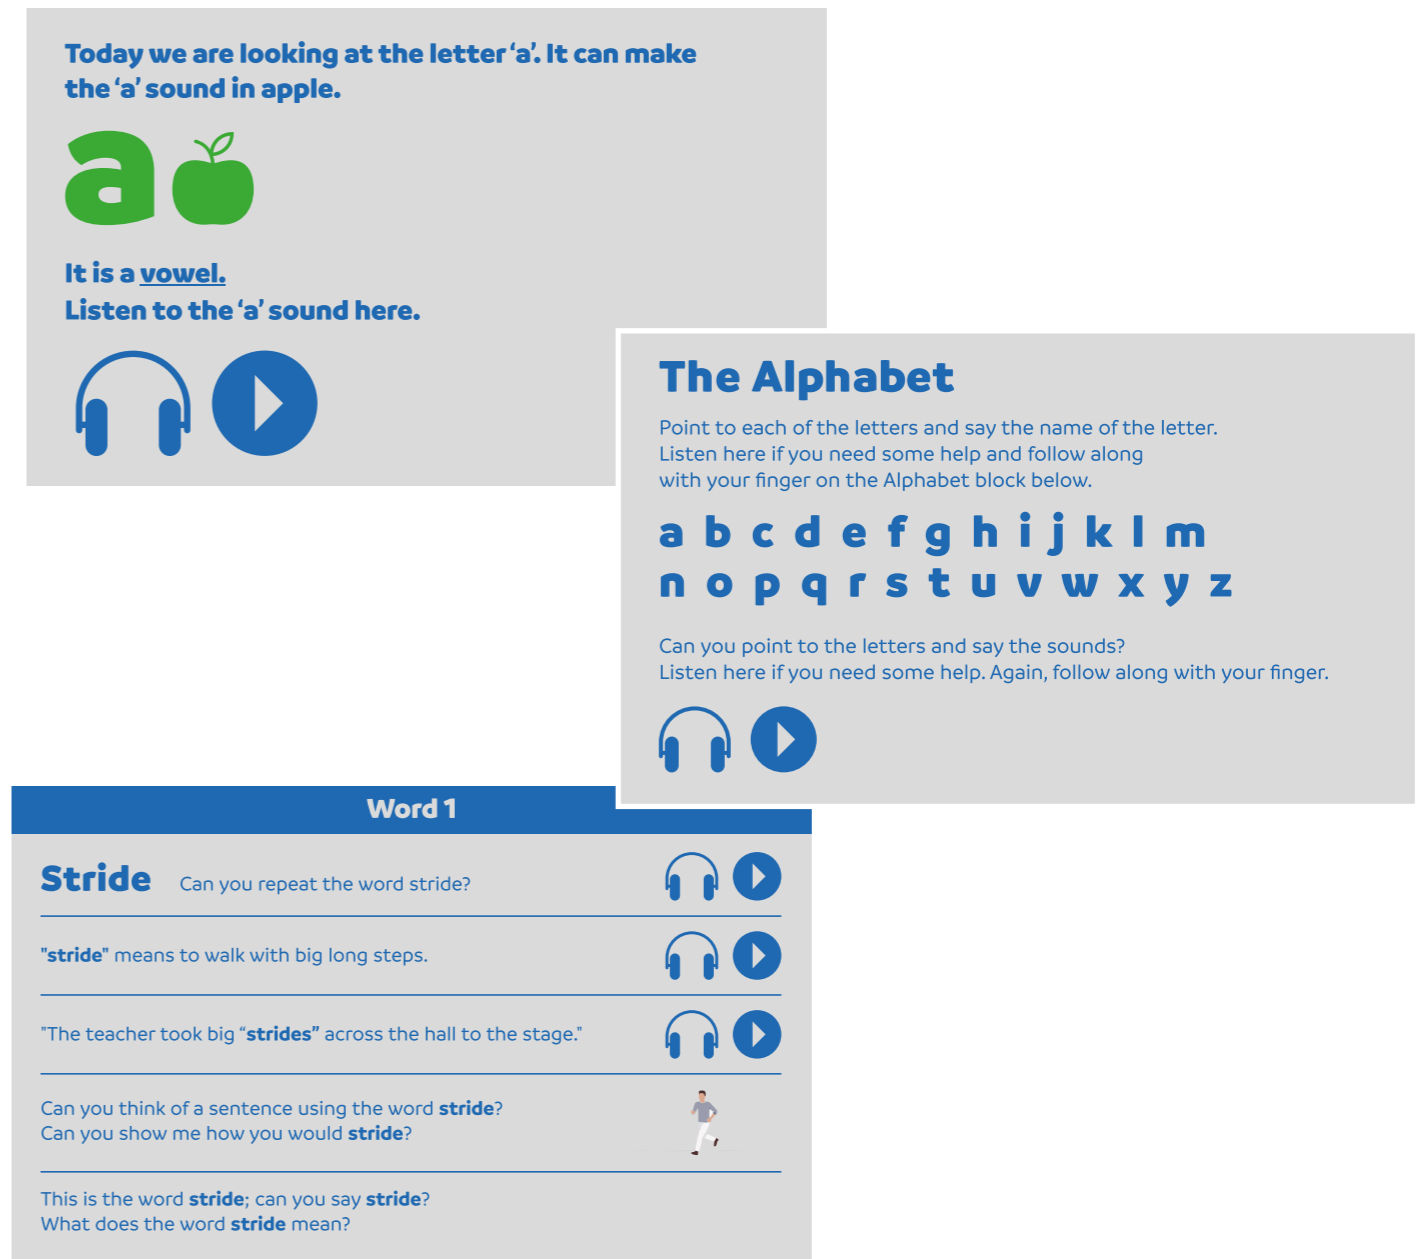 Today we are looking at the letter ‘a’. It can make
the ‘a’ sound in apple.
a
It is a vowel.
Listen to the ‘a’ sound here.
The Alphabet
Point to each of the letters and say the name of the letter.
Listen here if you need some help and follow along
with your finger on the Alphabet block below.
a b c d e f g h i j k l m
n o p q r s t u v w x y z
Can you point to the letters and say the sounds?
Listen here if you need some help. Again, follow along with your finger.
Word 1
Stride Can you repeat the word stride?
"stride" means to walk with big long steps.
"The teacher took big “strides” across the hall to the stage."
Can you think of a sentence using the word stride?
Can you show me how you would stride?
This is the word stride; can you say stride?
What does the word stride mean?